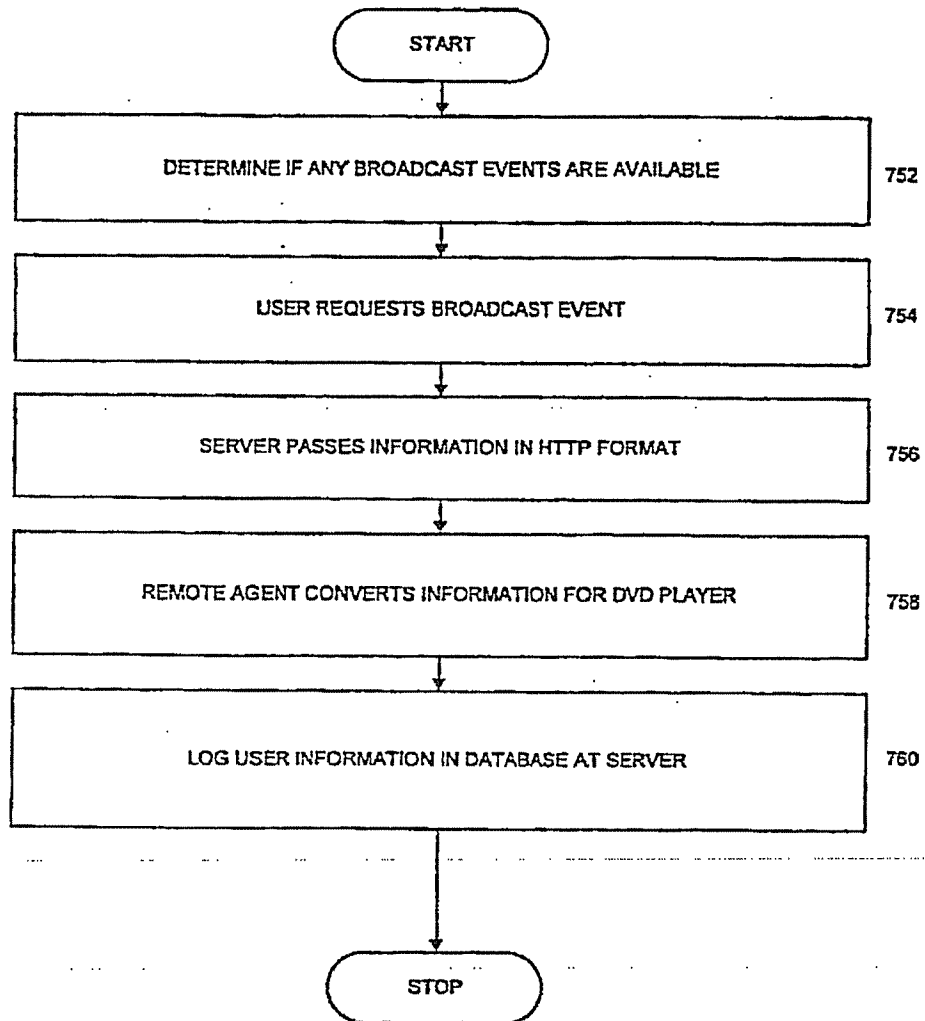 START
DETERMINE IF ANY BROADCAST EVENTS ARE AVAILABLE
752
USER REQUESTS BROADCAST EVENT
754
SERVER PASSES INFORMATION IN HTTP FORMAT
756
REMOTE AGENT CONVERTS INFORMATION FOR DVD PLAYER
758
LOG USER INFORMATION IN DATABASE AT SERVER
760
STOP